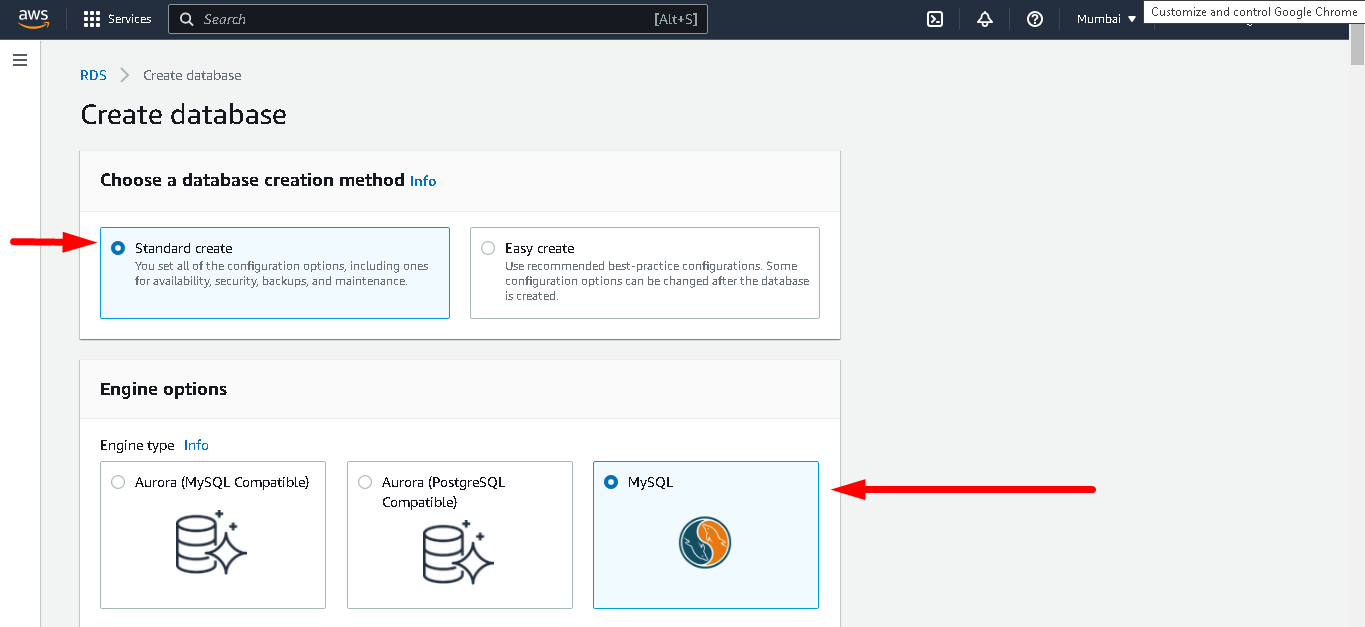 aws
Services
Search
[Alt+S]
Mumbai ▼
Customize and control Google Chrome
RDS
Create database
Create database
Choose a database creation method Info
Standard create
You set all of the configuration options, including ones
for availability, security, backups, and maintenance.
Easy create
Use recommended best-practice configurations. Some
configuration options can be changed after the database
is created.
Engine options
Engine type Info
Aurora (MySQL Compatible)
Aurora (PostgreSQL
Compatible)
MySQL